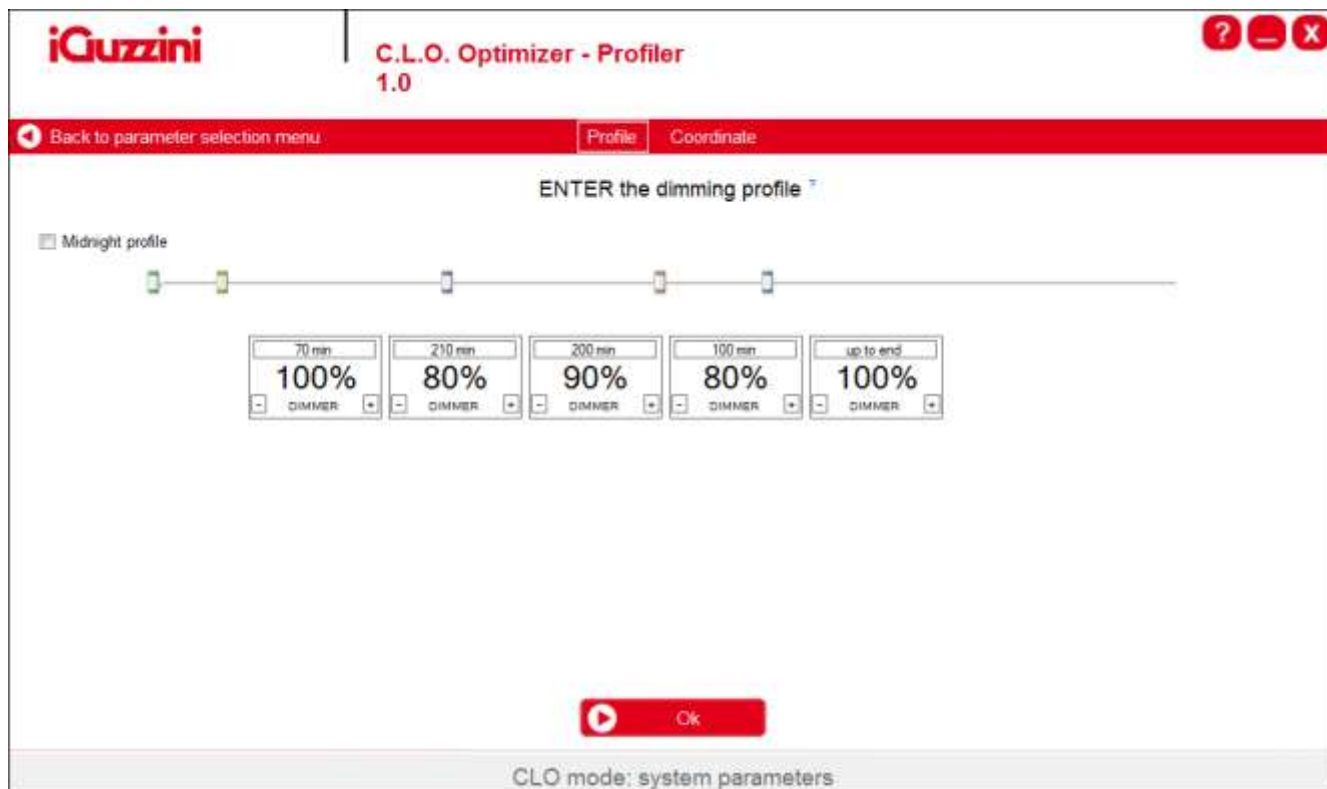 iGuzzini
C.L.O. Optimizer - Profiler
1.0
?
X
Back to parameter selection menu
Profile
Coordinate
ENTER the dimming profile
Midnight profile
70 min
210 min
200 min
100 min
up to end
100%
80%
90%
80%
100%
- DIMMER +
- DIMMER +
- DIMMER +
- DIMMER +
- DIMMER +
Ok
CLO mode: system parameters